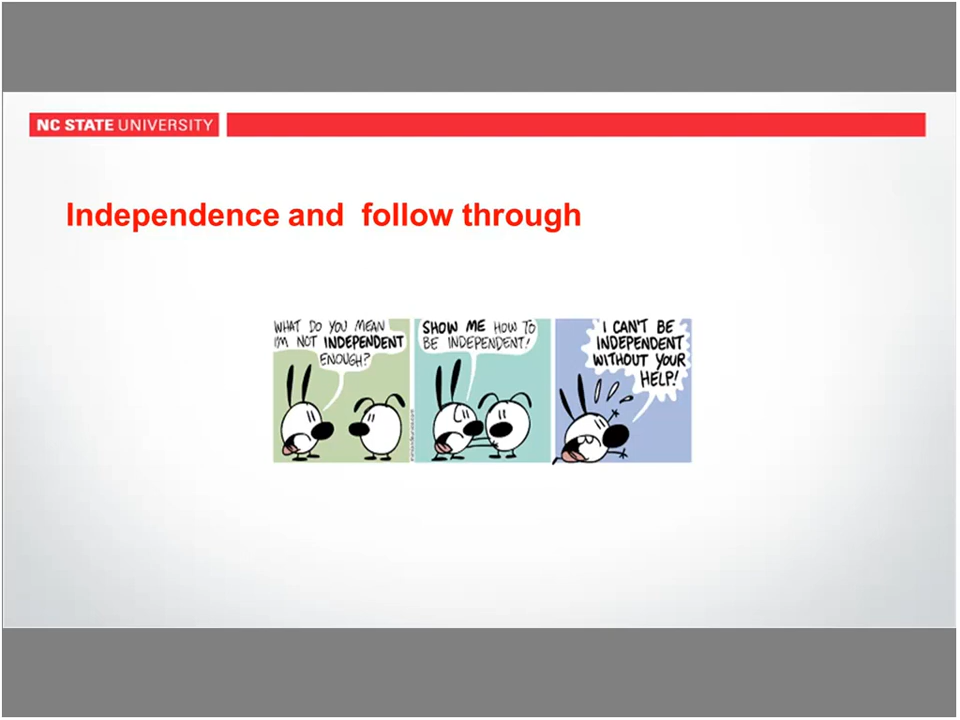 NC STATE UNIVERSITY
Independence and  follow through
WHAT DO YOU MEAN
I'M NOT INDEPENDENT
ENOUGH?
SHOW ME HOW TO
BE INDEPENDENT!
I CAN'T BE
INDEPENDENT
WITHOUT YOUR
HELP!